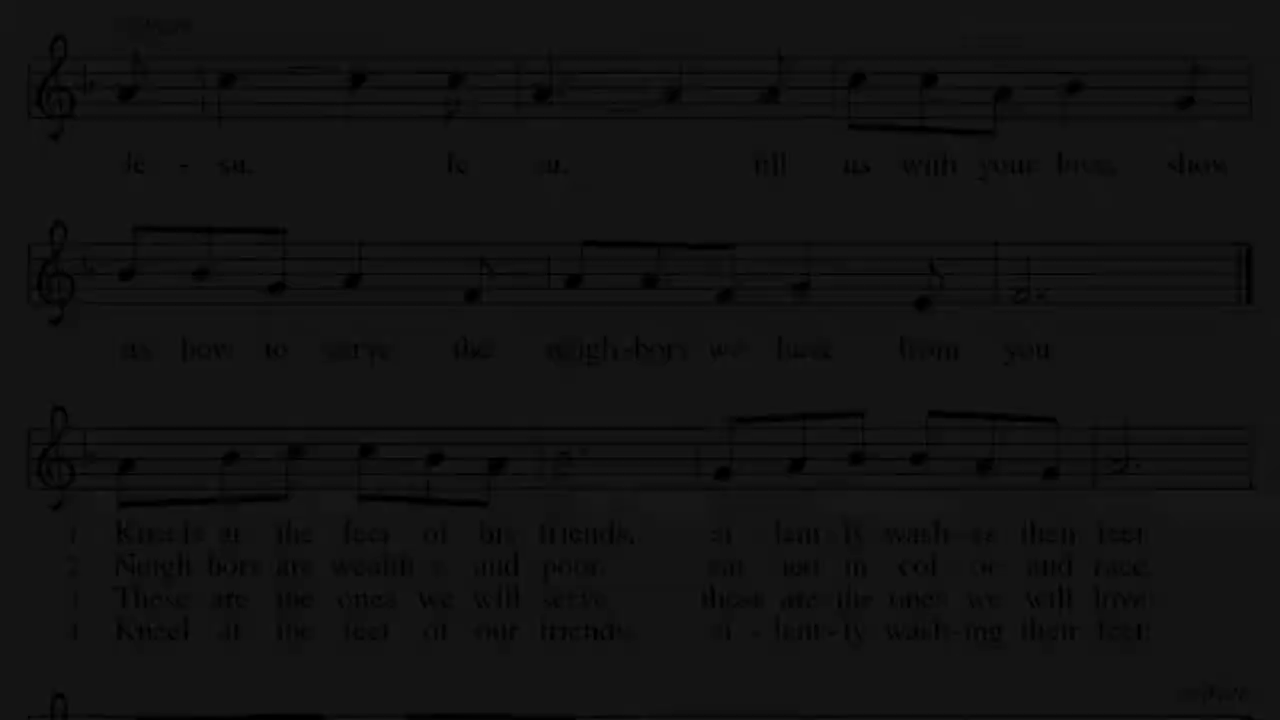 Refrain
Je - su, Je - su, fill us with your love, show
us how to serve the neigh-bors we have from you.
1 Kneels at the feet of his friends, si - lent-ly wash-es their feet,
2 Neigh-bors are wealth-y and poor, var - ied in col - or and race,
3 These are the ones we will serve, these are the ones we will love;
4 Kneel at the feet of our friends, si - lent-ly wash-ing their feet: